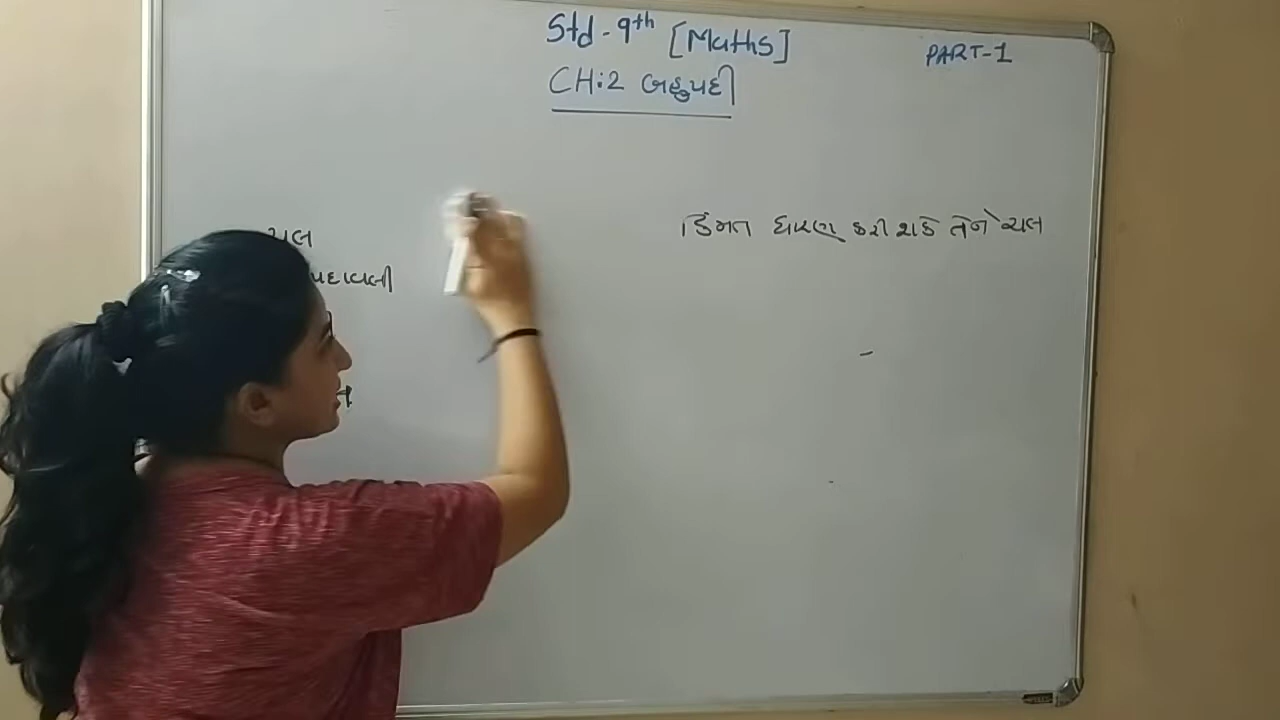 Std - 9th [Maths]
PART-1
CH:2 બહુપદી
ચલ
કિંમત ધારણ કરી શકે તેને ચલ
પદાવલી